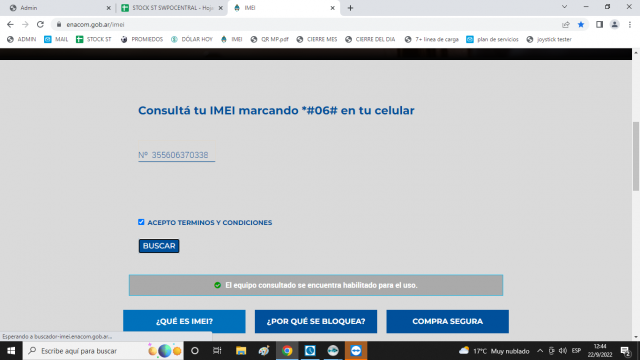 Admin
STOCK ST SWPOCENTRAL - Hoja
IMEI
enacom.gob.ar/imei
ADMIN
MAIL
STOCK ST
PROMIEDOS
DÓLAR HOY
IMEI
QR MP.pdf
CIERRE MES
CIERRE DEL DIA
7+ linea de carga
plan de servicios
joystick tester
Consultá tu IMEI marcando *#06# en tu celular
Nº 355606370338
ACEPTO TERMINOS Y CONDICIONES
BUSCAR
El equipo consultado se encuentra habilitado para el uso.
¿QUÉ ES IMEI?
¿POR QUÉ SE BLOQUEA?
COMPRA SEGURA
Esperando a buscador-imei.enacom.gob.ar...
Escribe aquí para buscar
17°C Muy nublado
ESP
12:44
22/9/2022